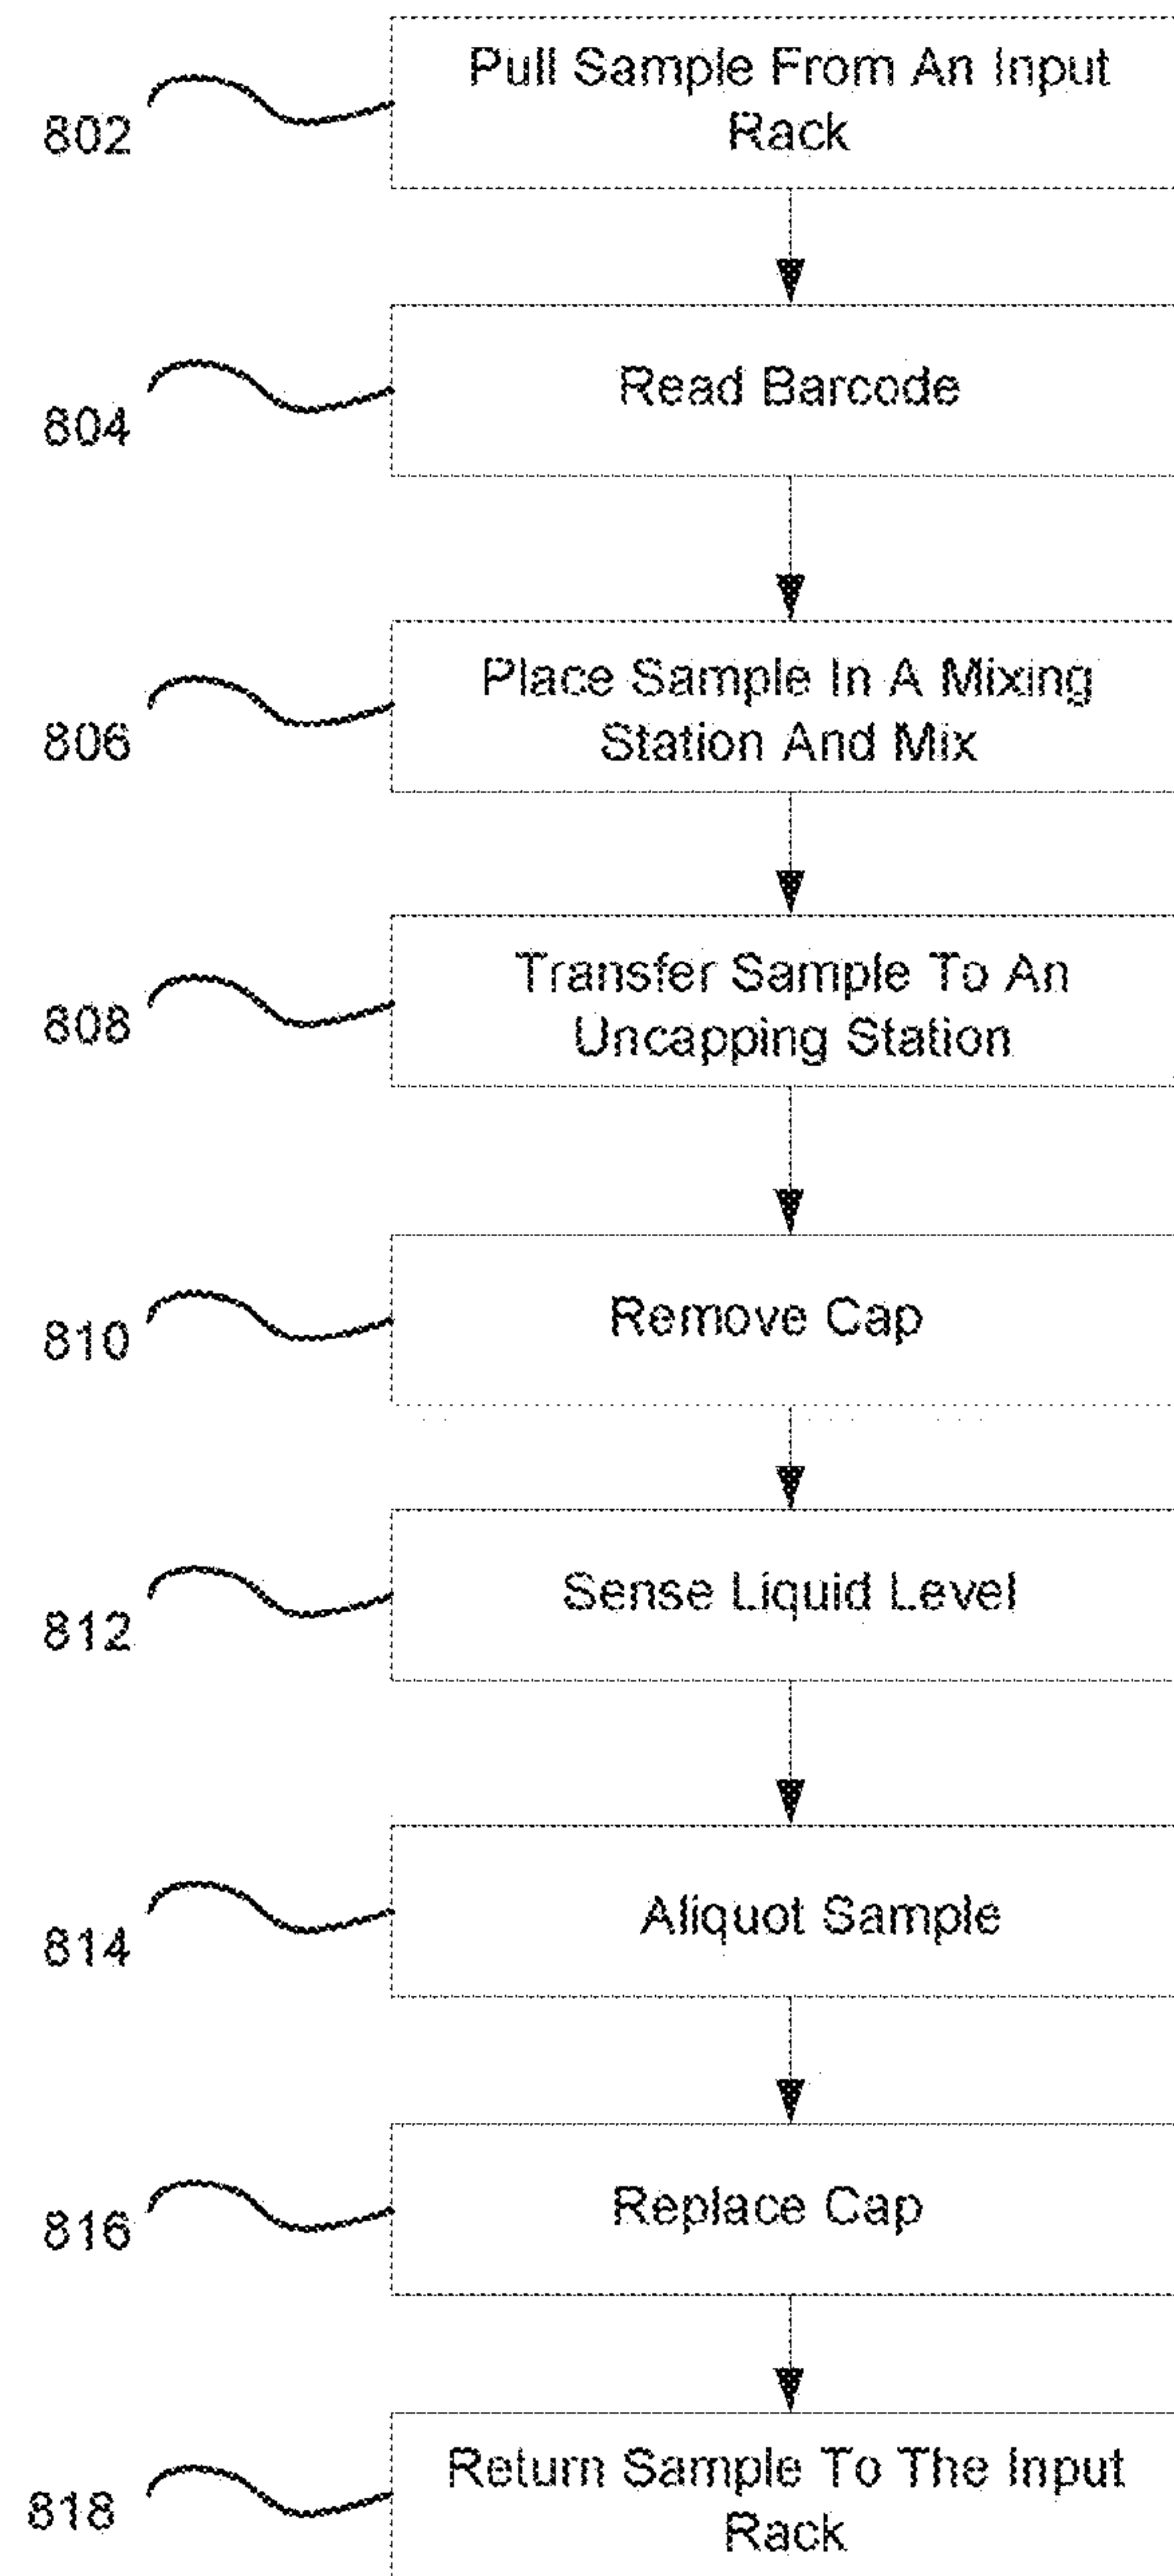 Pull Sample From An Input
Rack
802
Read Barcode
804
Place Sample In A Mixing
Station And Mix
806
Transfer Sample To An
Uncapping Station
808
Remove Cap
810
Sense Liquid Level
812
Aliquot Sample
814
Replace Cap
816
Return Sample To The Input
Rack
818